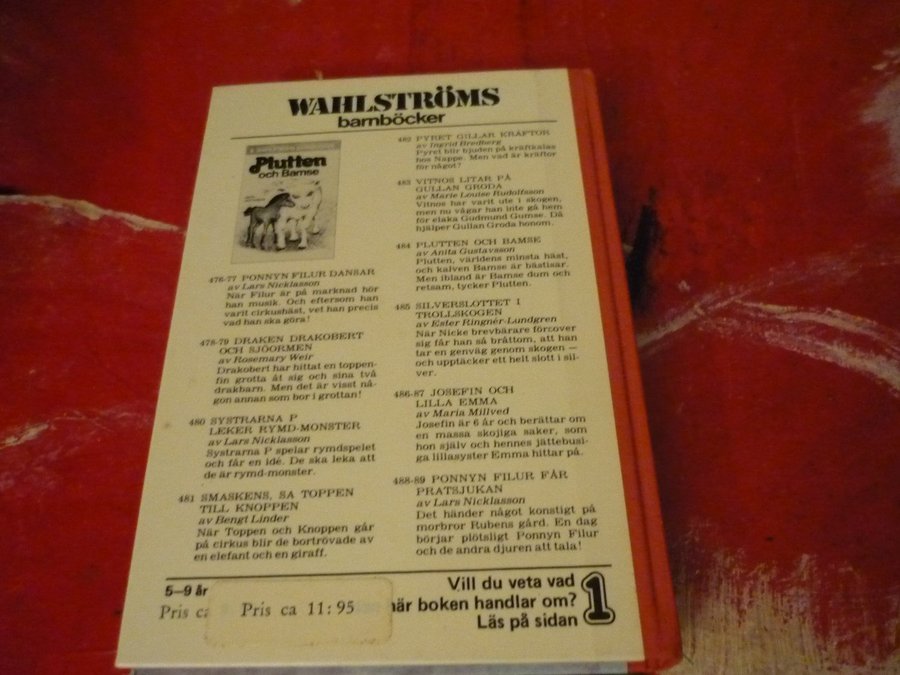 WAHLSTRÖMS
barnböcker
Plutten
och Bamse
476-77 PONNYN FILUR DANSAR
av Lars Nicklasson
När Filur är på marknad hör
han musik. Och eftersom han
varit cirkushäst, vet han precis
vad han ska göra!
478-79 DRAKEN DRAKOBERT
OCH SJÖORMEN
av Rosemary Weir
Drakobert har hittat en toppen-
fin grotta åt sig och sina två
drakbarn. Men det är visst nå-
gon annan som bor i grottan!
480 SYSTRARNA P
LEKER RYMD-MONSTER
av Lars Nicklasson
Systrarna P spelar rymdspelet
och får en idé. De ska leka att
de är rymd-monster.
481 SMASKENS, SA TOPPEN
TILL KNOPPEN
av Bengt Linder
När Toppen och Knoppen går
på cirkus blir de bortrövade av
en elefant och en giraff.
482 PYRET GILLAR KRÄFTOR
av Ingrid Bredberg
Pyret blir bjuden på kräftkalas
hos Nappe. Men vad är kräftor
för något?
483 VITNOS LITAR PÅ
GULLAN GRODA
av Marie Louise Rudolfsson
Vitnos har varit ute i skogen,
men nu vågar han inte gå hem
för elaka Gudmund Gumse. Då
hjälper Gullan Groda honom.
484 PLUTTEN OCH BAMSE
av Anita Gustavsson
Plutten, världens minsta häst,
och kalven Bamse är bästisar.
Men ibland är Bamse dum och
retsam, tycker Plutten.
485 SILVERSLOTTET I
TROLLSKOGEN
av Ester Ringnér-Lundgren
När Nicke brevbärare förcover
sig får han så bråttom, att han
tar en genväg genom skogen —
och upptäcker ett helt slott i sil-
ver.
486-87 JOSEFIN OCH
LILLA EMMA
av Maria Millved
Josefin är 6 år och berättar om
en massa skojiga saker, som
hon själv och hennes jättebusi-
ga lillasyster Emma hittar på.
488-89 PONNYN FILUR FÅR
PRATSJUKAN
av Lars Nicklasson
Det händer något konstigt på
morbror Rubens gård. En dag
börjar plötsligt Ponnyn Filur
och de andra djuren att tala!
5–9 år
Pris ca
Pris ca 11:95
Vill du veta vad
här boken handlar om?
Läs på sidan
1